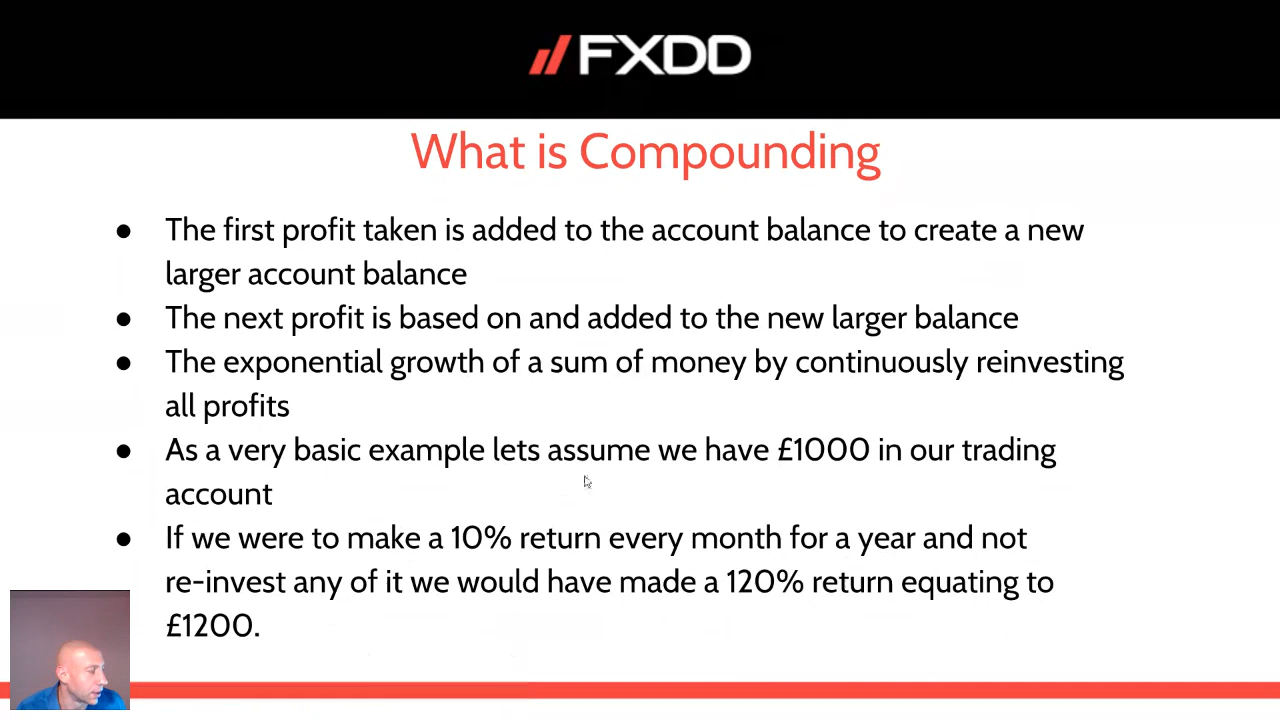 FXDD
What is Compounding
● The first profit taken is added to the account balance to create a new
larger account balance
● The next profit is based on and added to the new larger balance
● The exponential growth of a sum of money by continuously reinvesting
all profits
● As a very basic example lets assume we have £1000 in our trading
account
● If we were to make a 10% return every month for a year and not
re-invest any of it we would have made a 120% return equating to
£1200.